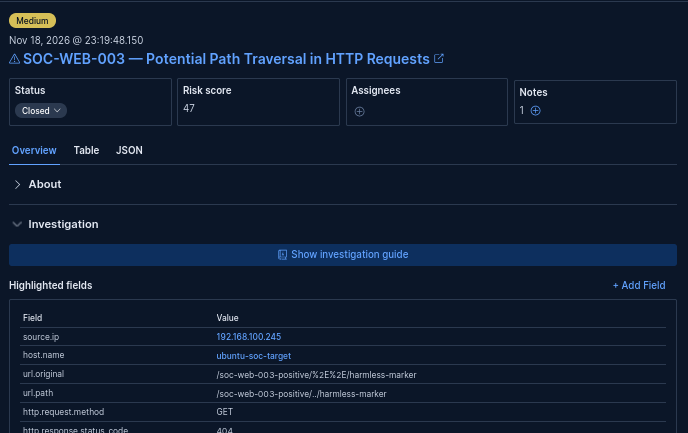 Medium
Nov 18, 2026 @ 23:19:48.150
SOC-WEB-003 — Potential Path Traversal in HTTP Requests
Status
Closed
Risk score
47
Assignees
Notes
1
Overview Table JSON
About
Investigation
Show investigation guide
Highlighted fields + Add Field
Field Value
source.ip 192.168.100.245
host.name ubuntu-soc-target
url.original /soc-web-003-positive/%2E%2E/harmless-marker
url.path /soc-web-003-positive/../harmless-marker
http.request.method GET
http.response.status_code 404